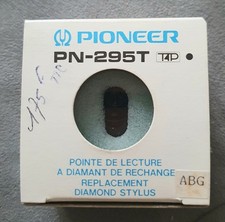 PIONEER
PN-295T T4P
POINTE DE LECTURE
A DIAMANT DE RECHANGE
REPLACEMENT
DIAMOND STYLUS
ABG